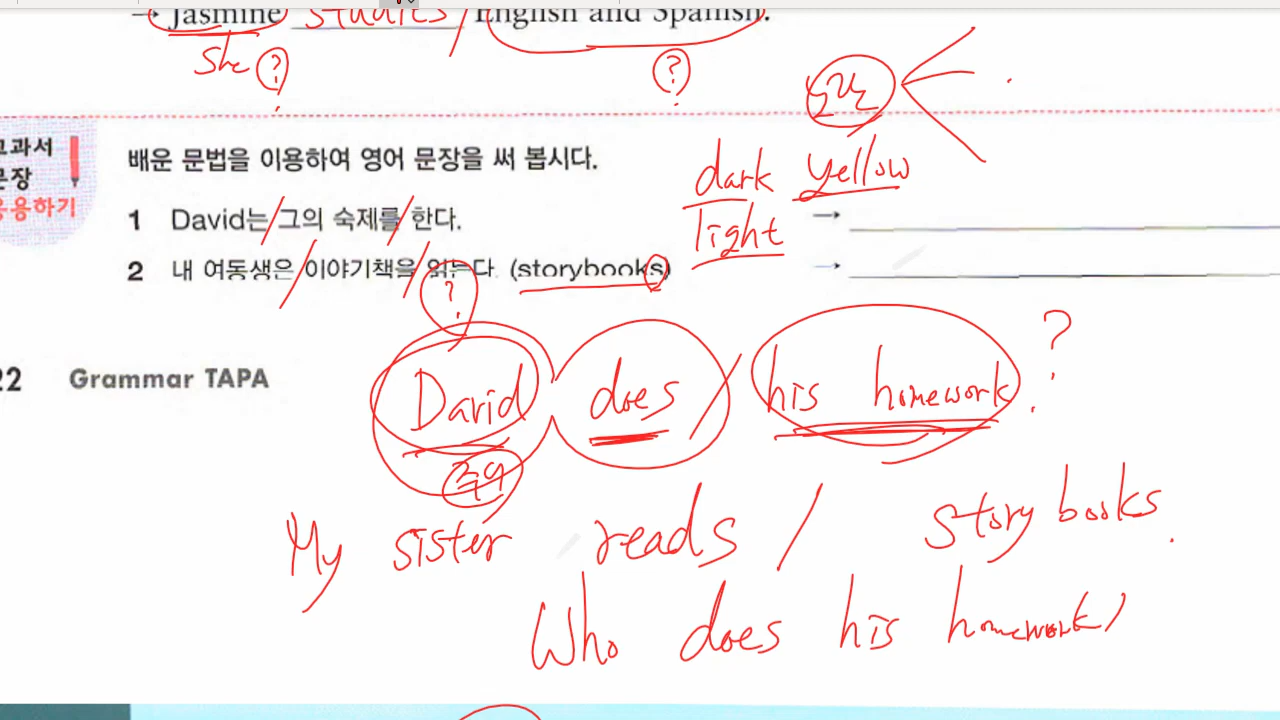 → Jasmine studies / English and Spanish.
She ? ?
교과서
문장
응용하기
배운 문법을 이용하여 영어 문장을 써 봅시다.
dark yellow
light
1 David는/그의 숙제를/한다. →
2 내 여동생은/이야기책을/읽는다. (storybooks) →
?
David does / his homework ?
주어
22 Grammar TAPA
My sister reads / storybooks.
Who does his homework